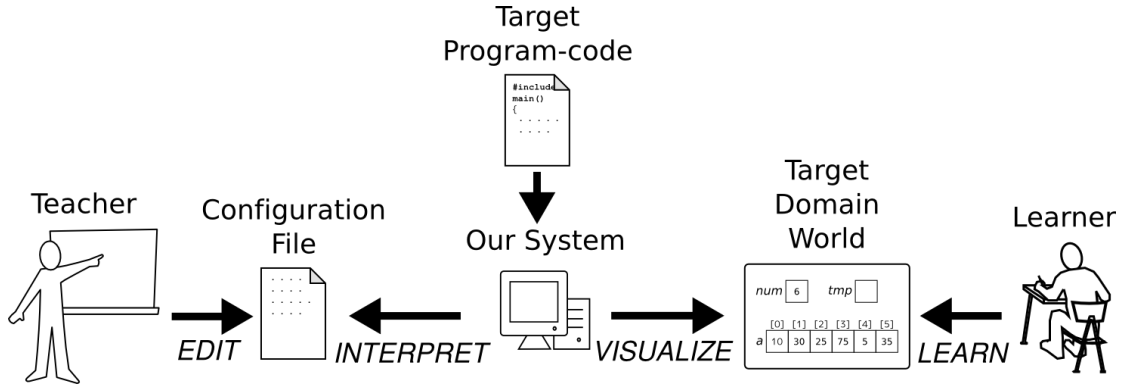 Target
Program-code
#include
main()
{
. . . . .
. . . .
Teacher
Configuration
File
Our System
Target
Domain
World
Learner
num 6 tmp
[0] [1] [2] [3] [4] [5]
a 10 30 25 75 5 35
EDIT
INTERPRET
VISUALIZE
LEARN